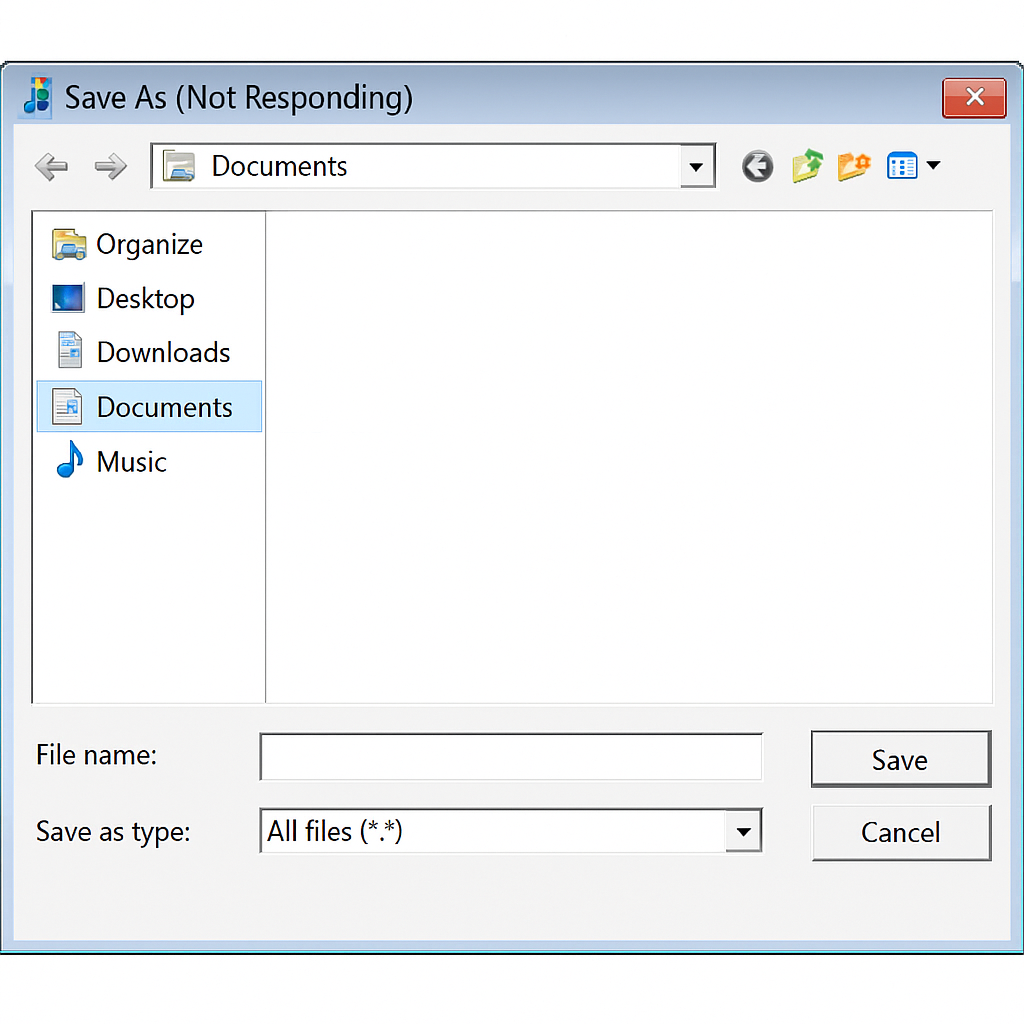 Save As (Not Responding)
Documents
Organize
Desktop
Downloads
Documents
Music
File name:
Save
Save as type:
All files (*.*)
Cancel